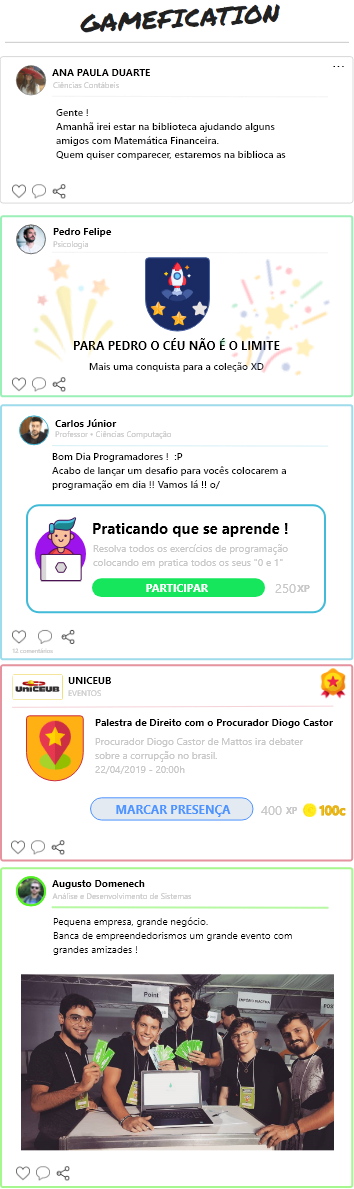 GAMEFICATION
ANA PAULA DUARTE
...
Ciências Contábeis
Gente !
Amanhã irei estar na biblioteca ajudando alguns
amigos com Matemática Financeira.
Quem quiser comparecer, estaremos na biblioca as
Pedro Felipe
Psicologia
PARA PEDRO O CÉU NÃO É O LIMITE
Mais uma conquista para a coleção XD
Carlos Júnior
Professor • Ciências Computação
Bom Dia Programadores ! :P
Acabo de lançar um desafio para vocês colocarem a
programação em dia !! Vamos lá !! o/
Praticando que se aprende !
Resolva todos os exercícios de programação
colocando em pratica todos os seus "0 e 1"
PARTICIPAR
250 XP
12 comentários
UNICEUB
UNICEUB
EVENTOS
Palestra de Direito com o Procurador Diogo Castor
Procurador Diogo Castor de Mattos ira debater
sobre a corrupção no brasil.
22/04/2019 - 20:00h
MARCAR PRESENÇA
400 XP
100c
Augusto Domenech
Análise e Desenvolvimento de Sistemas
Pequena empresa, grande negócio.
Banca de empreendedorismos um grande evento com
grandes amizades !
Point